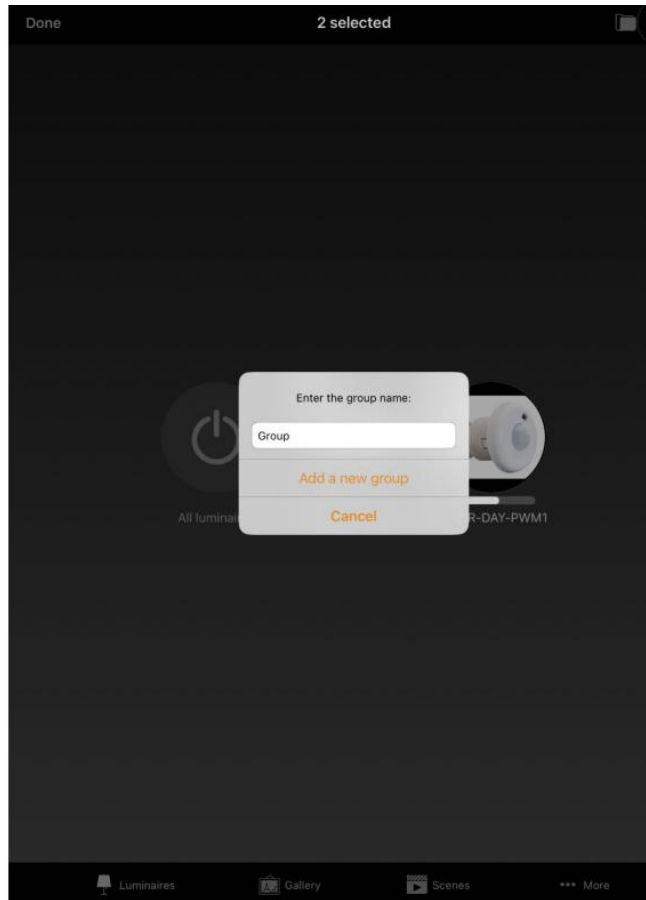 Done
2 selected
Enter the group name:
Group
Add a new group
Cancel
All luminai
R-DAY-PWM1
Luminaires
Gallery
Scenes
More